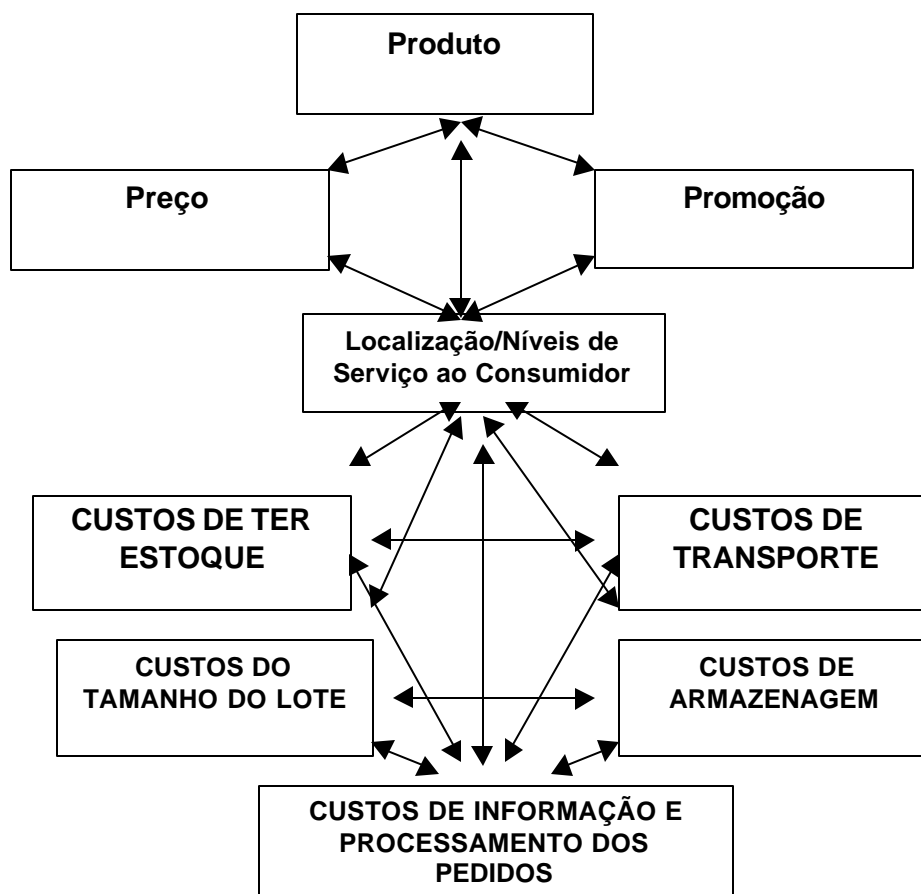 Produto
Preço
Promoção
Localização/Níveis de
Serviço ao Consumidor
CUSTOS DE TER
ESTOQUE
CUSTOS DE
TRANSPORTE
CUSTOS DO
TAMANHO DO LOTE
CUSTOS DE
ARMAZENAGEM
CUSTOS DE INFORMAÇÃO E
PROCESSAMENTO DOS
PEDIDOS